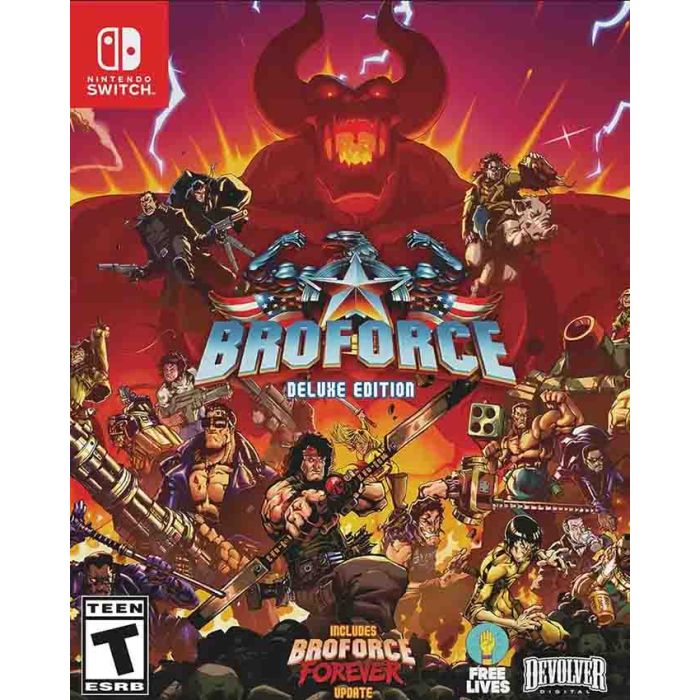 NINTENDO
SWITCH
BROFORCE
DELUXE EDITION
INCLUDES
BROFORCE
FOREVER
UPDATE
TEEN
T
ESRB
FREE
LIVES
DEVOLVER
DIGITAL